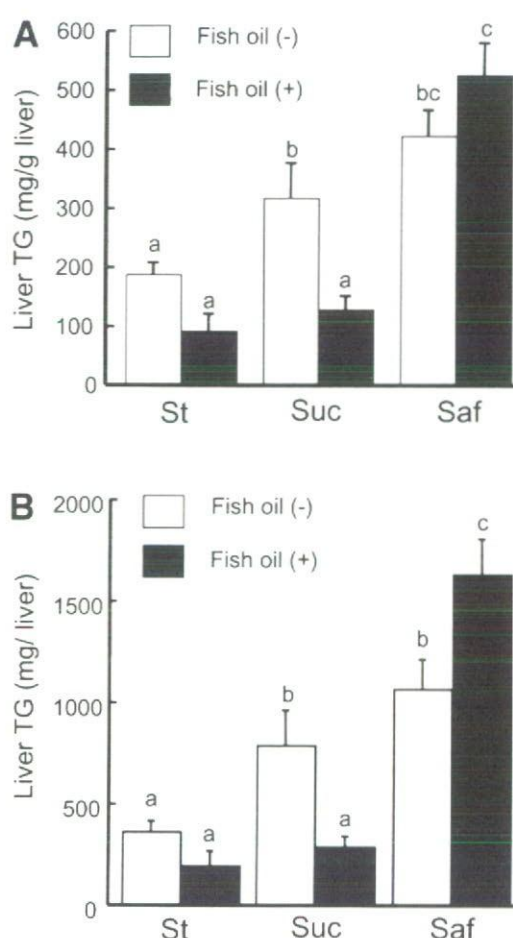 A
Liver TG (mg/g liver)
600
500
400
300
200
100
0
Fish oil (-)
Fish oil (+)
a
a
b
a
bc
c
St Suc Saf
B
Liver TG (mg/ liver)
2000
1500
1000
500
0
Fish oil (-)
Fish oil (+)
a
a
b
a
b
c
St Suc Saf